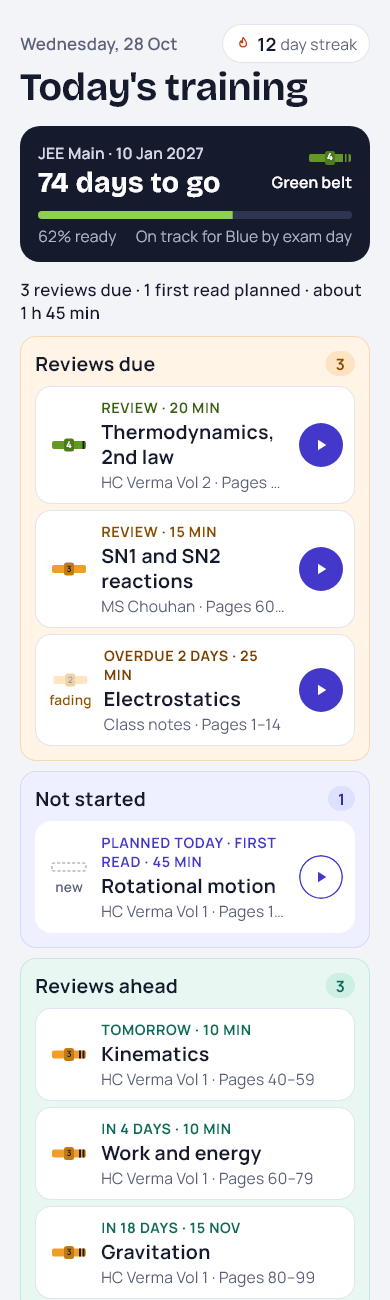 Wednesday, 28 Oct
12 day streak
Today's training
JEE Main · 10 Jan 2027
4
74 days to go
Green belt
62% ready
On track for Blue by exam day
3 reviews due · 1 first read planned · about
1 h 45 min
Reviews due
3
REVIEW · 20 MIN
4
Thermodynamics,
2nd law
HC Verma Vol 2 · Pages ...
REVIEW · 15 MIN
3
SN1 and SN2
reactions
MS Chouhan · Pages 60...
OVERDUE 2 DAYS · 25
MIN
2
fading
Electrostatics
Class notes · Pages 1–14
Not started
1
PLANNED TODAY · FIRST
READ · 45 MIN
new
Rotational motion
HC Verma Vol 1 · Pages 1...
Reviews ahead
3
TOMORROW · 10 MIN
3
Kinematics
HC Verma Vol 1 · Pages 40–59
IN 4 DAYS · 10 MIN
3
Work and energy
HC Verma Vol 1 · Pages 60–79
IN 18 DAYS · 15 NOV
3
Gravitation
HC Verma Vol 1 · Pages 80–99